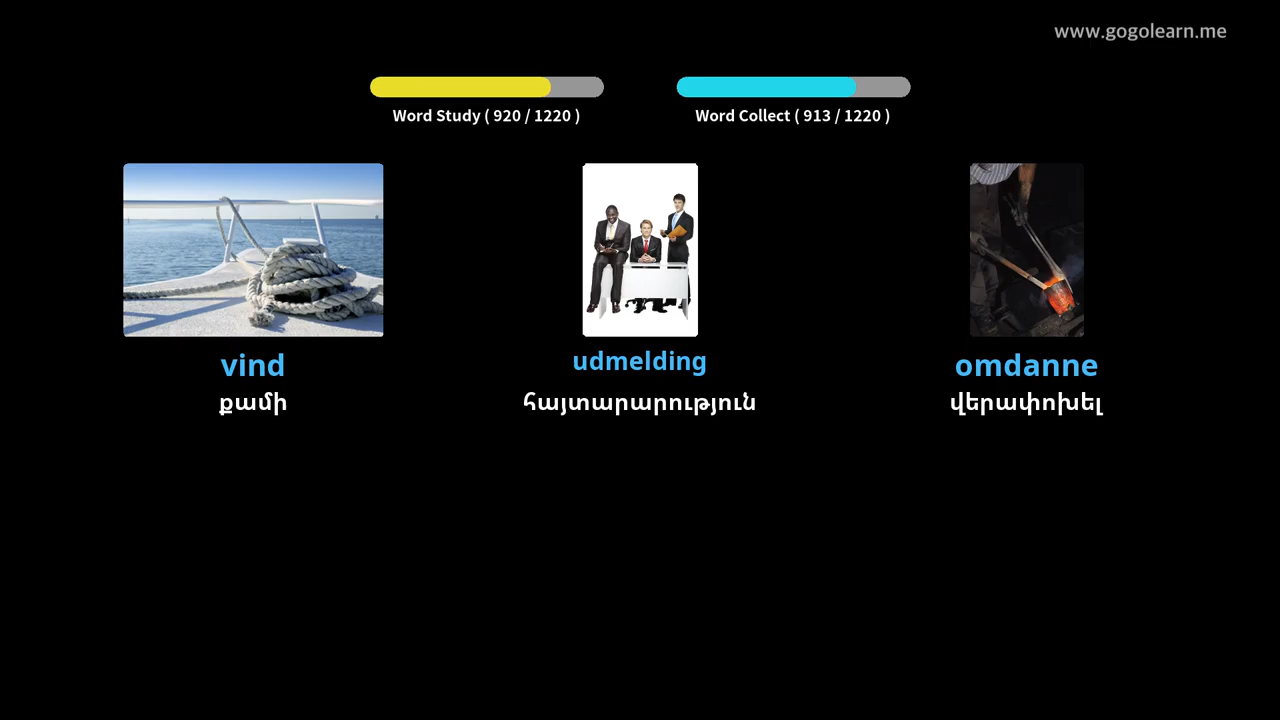 www.gogolearn.me
Word Study ( 920 / 1220 )
Word Collect ( 913 / 1220 )
vind
քամի
udmelding
հայտարարություն
omdanne
վերափոխել